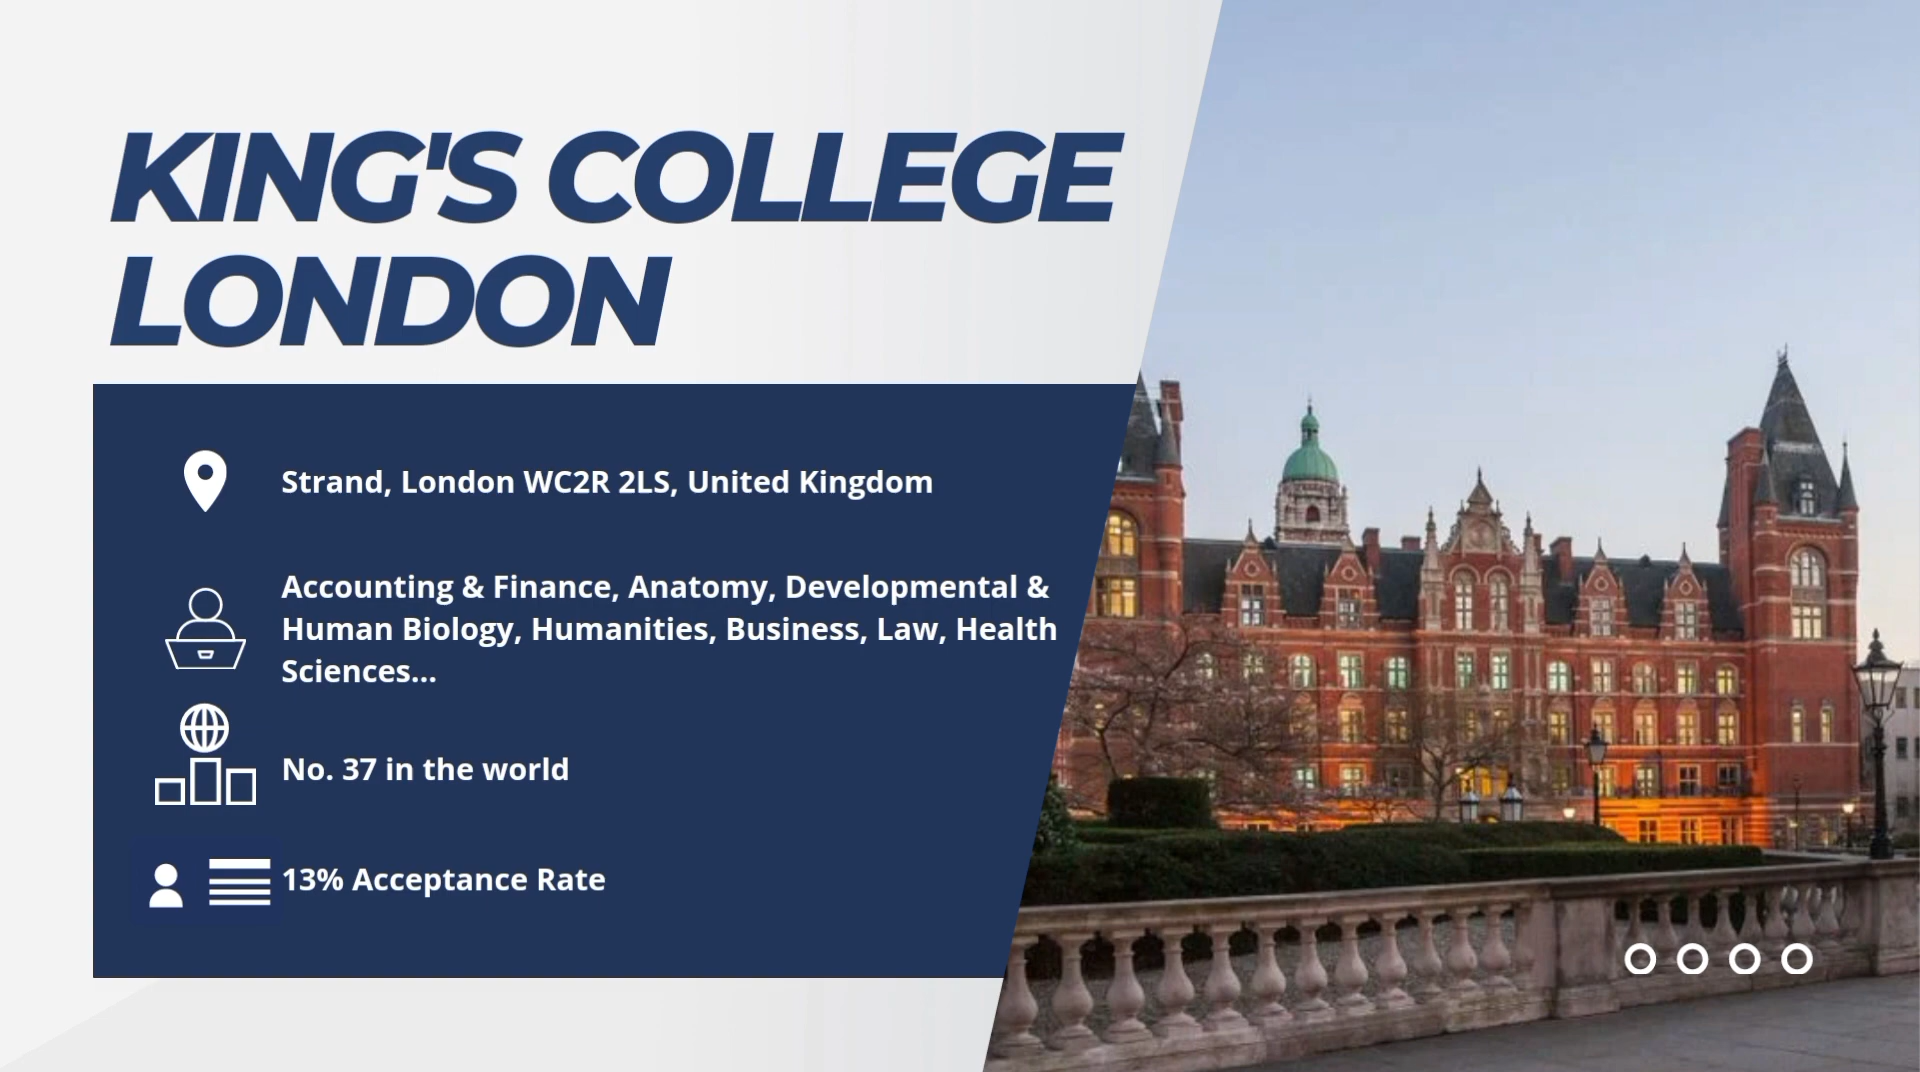 KING'S COLLEGE
LONDON
Strand, London WC2R 2LS, United Kingdom
Accounting & Finance, Anatomy, Developmental &
Human Biology, Humanities, Business, Law, Health
Sciences...
No. 37 in the world
13% Acceptance Rate